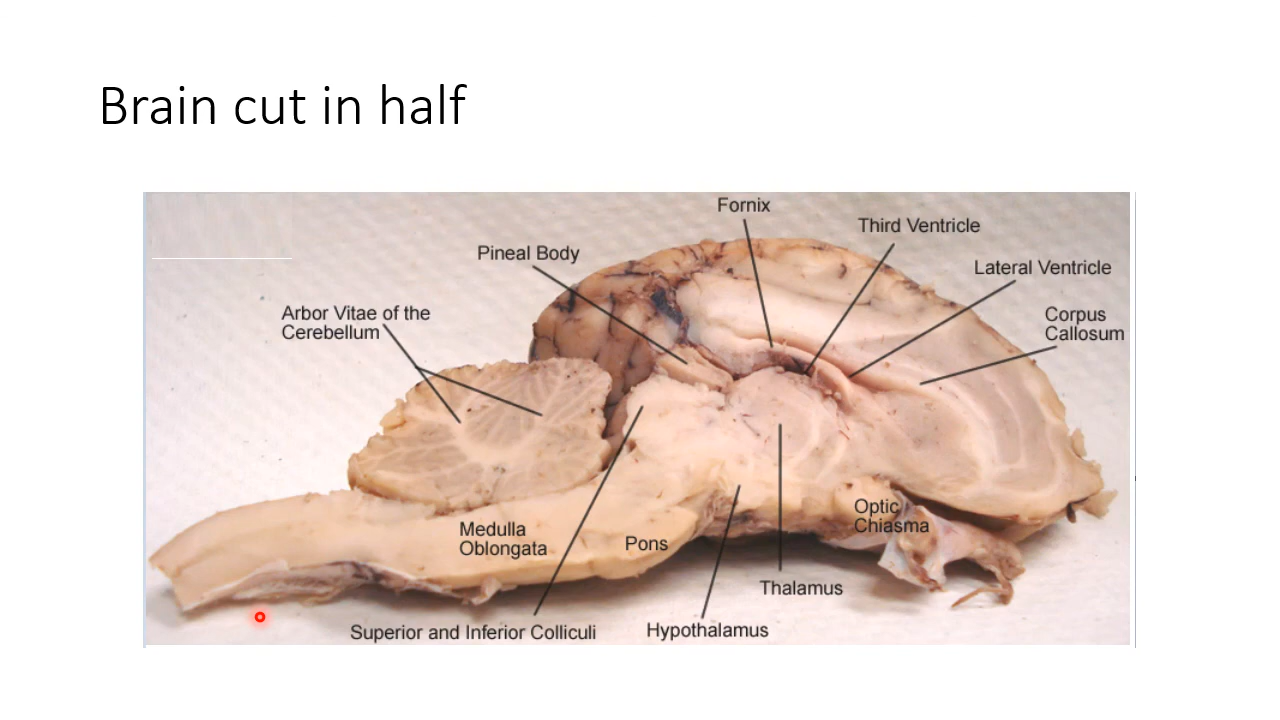 Brain cut in half
Fornix
Third Ventricle
Pineal Body
Lateral Ventricle
Arbor Vitae of the
Cerebellum
Corpus
Callosum
Optic
Chiasma
Medulla
Oblongata
Pons
Thalamus
Superior and Inferior Colliculi
Hypothalamus